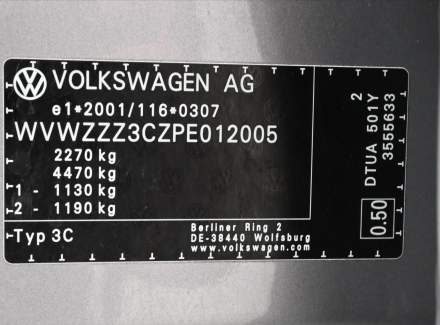 VOLKSWAGEN AG
e1*2001/116*0307
WVWZZZ3CZPE012005
2270 kg
4470 kg
1 - 1130 kg
2 - 1190 kg
Typ 3C
Berliner Ring 2
DE-38440 Wolfsburg
www.volkswagen.com
2
DTUA 501Y
3555633
0.50